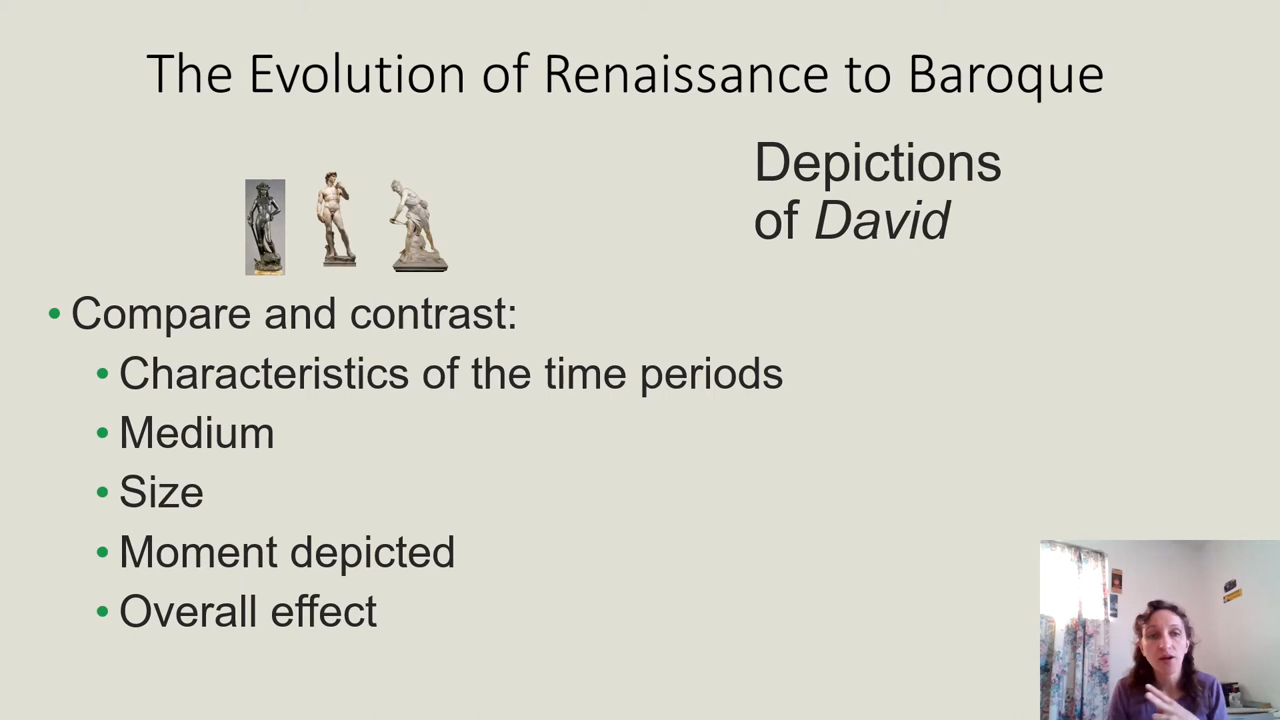 The Evolution of Renaissance to Baroque
Depictions
of David
• Compare and contrast:
• Characteristics of the time periods
• Medium
• Size
• Moment depicted
• Overall effect